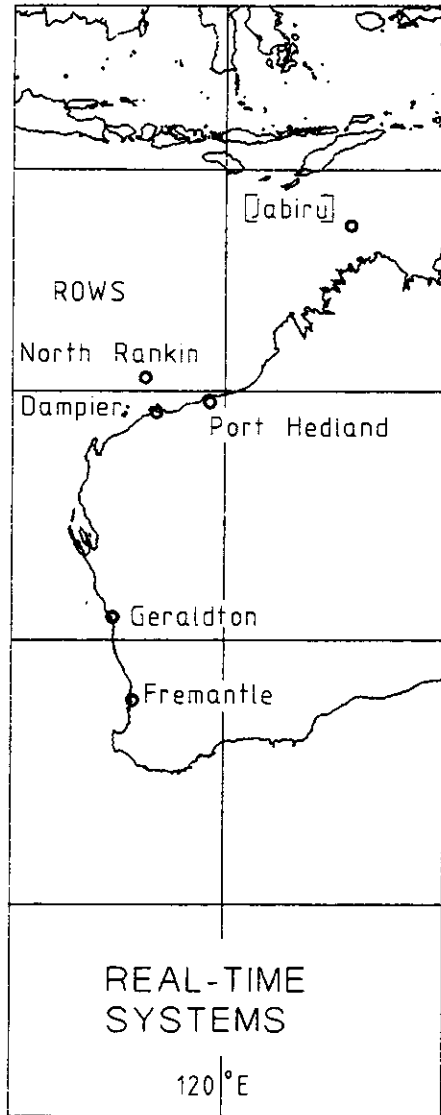 [Jabiru]
ROWS
North Rankin
Dampier
Port Hedland
Geraldton
Fremantle
REAL-TIME
SYSTEMS
120°E